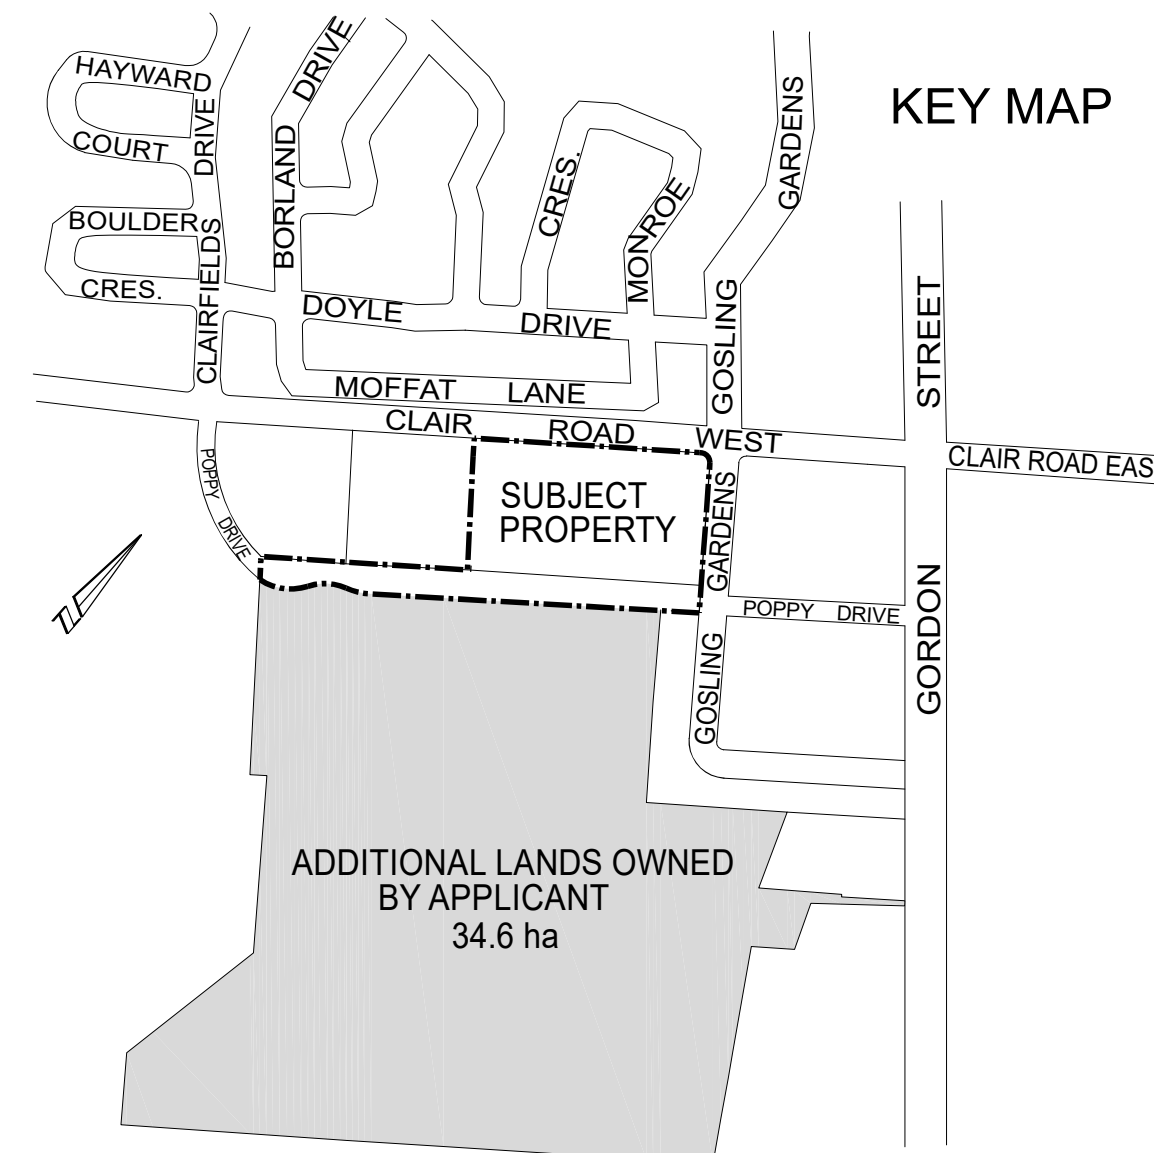 KEY MAP
HAYWARD
COURT
DRIVE
CLAIRFIELDS
BOULDER
CRES.
BORLAND
DRIVE
CRES.
MONROE
GARDENS
GOSLING
DOYLE
DRIVE
MOFFAT LANE
CLAIR ROAD WEST
CLAIR ROAD EAS
STREET
GORDON
POPPY DRIVE
SUBJECT
PROPERTY
GARDENS
GOSLING
POPPY DRIVE
N
ADDITIONAL LANDS OWNED
BY APPLICANT
34.6 ha